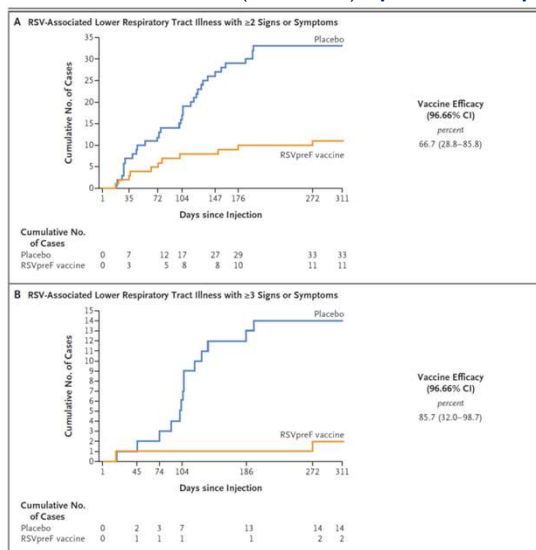 A RSV-Associated Lower Respiratory Tract Illness with ≥2 Signs or Symptoms
35
30
25
20
15
10
5
0
Cumulative No. of Cases
Placebo
RSVpreF vaccine
1 35 72 104 147 176 272 311
Days since Injection
Vaccine Efficacy
(96.66% CI)
percent
66.7 (28.8–85.8)
Cumulative No.
of Cases
Placebo 0 7 12 17 27 29 33 33
RSVpreF vaccine 0 3 5 8 8 10 11 11
B RSV-Associated Lower Respiratory Tract Illness with ≥3 Signs or Symptoms
15
14
13
12
11
10
9
8
7
6
5
4
3
2
1
0
Cumulative No. of Cases
Placebo
RSVpreF vaccine
1 45 74 104 186 272 311
Days since Injection
Vaccine Efficacy
(96.66% CI)
percent
85.7 (32.0–98.7)
Cumulative No.
of Cases
Placebo 0 2 3 7 13 14 14
RSVpreF vaccine 0 1 1 1 1 2 2